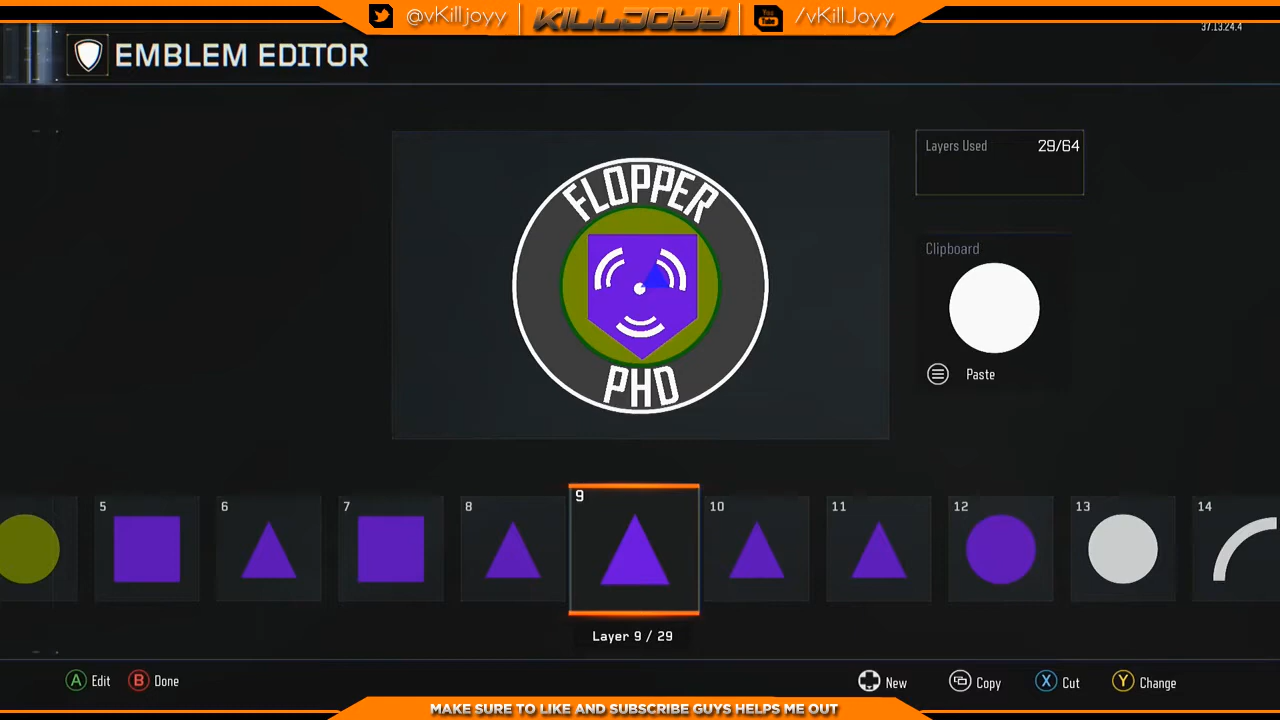 @vKilljoyy
KILLJOYY
You Tube
/vKillJoyy
37.13.24.4
EMBLEM EDITOR
Layers Used 29/64
FLOPPER
PHD
Clipboard
Paste
5 6 7 8 9 10 11 12 13 14
Layer 9 / 29
A Edit B Done New Copy X Cut Y Change
MAKE SURE TO LIKE AND SUBSCRIBE GUYS HELPS ME OUT